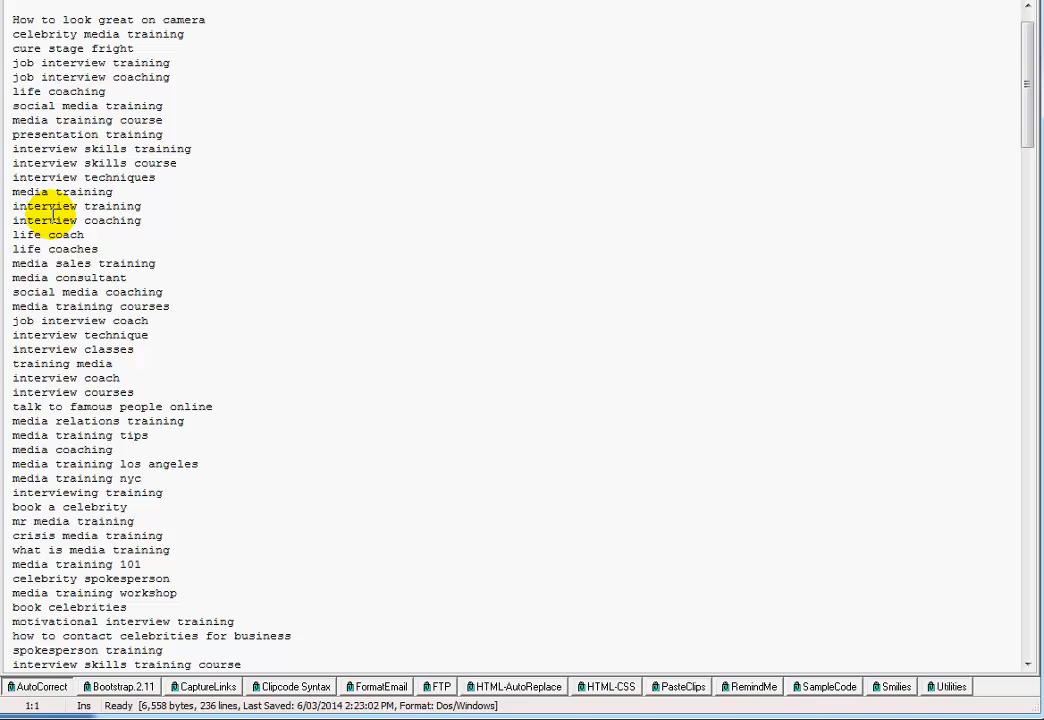 How to look great on camera
celebrity media training
cure stage fright
job interview training
job interview coaching
life coaching
social media training
media training course
presentation training
interview skills training
interview skills course
interview techniques
media training
interview training
interview coaching
life coach
life coaches
media sales training
media consultant
social media coaching
media training courses
job interview coach
interview technique
interview classes
training media
interview coach
interview courses
talk to famous people online
media relations training
media training tips
media coaching
media training los angeles
media training nyc
interviewing training
book a celebrity
mr media training
crisis media training
what is media training
media training 101
celebrity spokesperson
media training workshop
book celebrities
motivational interview training
how to contact celebrities for business
spokesperson training
interview skills training course
AutoCorrect Bootstrap.2.11 CaptureLinks Clipcode Syntax FormatEmail FTP HTML-AutoReplace HTML-CSS PasteClips RemindMe SampleCode Smilies Utilities
1:1 Ins Ready [6,558 bytes, 236 lines, Last Saved: 6/03/2014 2:23:02 PM, Format: Dos/Windows]